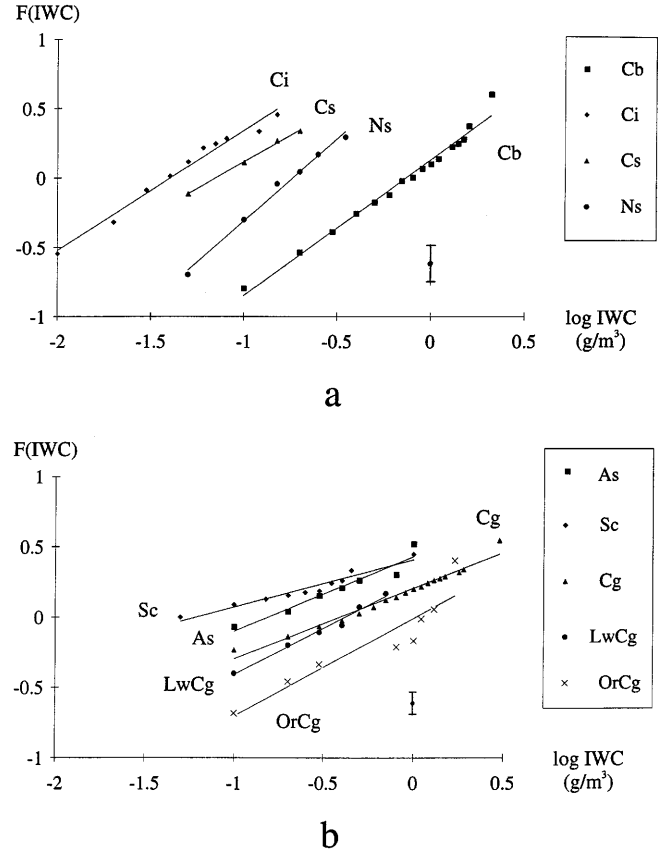 F(IWC)
1
0.5
0
-0.5
-1
-2
-1.5
-1
-0.5
0
0.5
log IWC
(g/m³)
Ci
Cs
Ns
Cb
Cb
Ci
Cs
Ns
a
F(IWC)
1
0.5
0
-0.5
-1
-2
-1.5
-1
-0.5
0
0.5
log IWC
(g/m³)
Cg
Sc
As
LwCg
OrCg
As
Sc
Cg
LwCg
OrCg
b